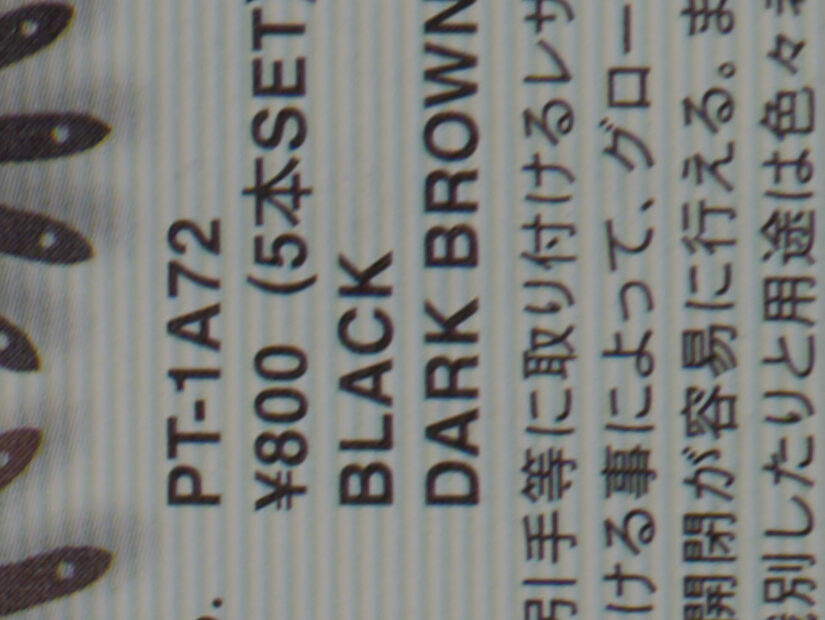 PT-1A72
¥800 (5本SET)
BLACK
DARK BROWN
引手等に取り付けるレザ
ける事によって、グロー
開閉が容易に行える。ま
別したりと用途は色々